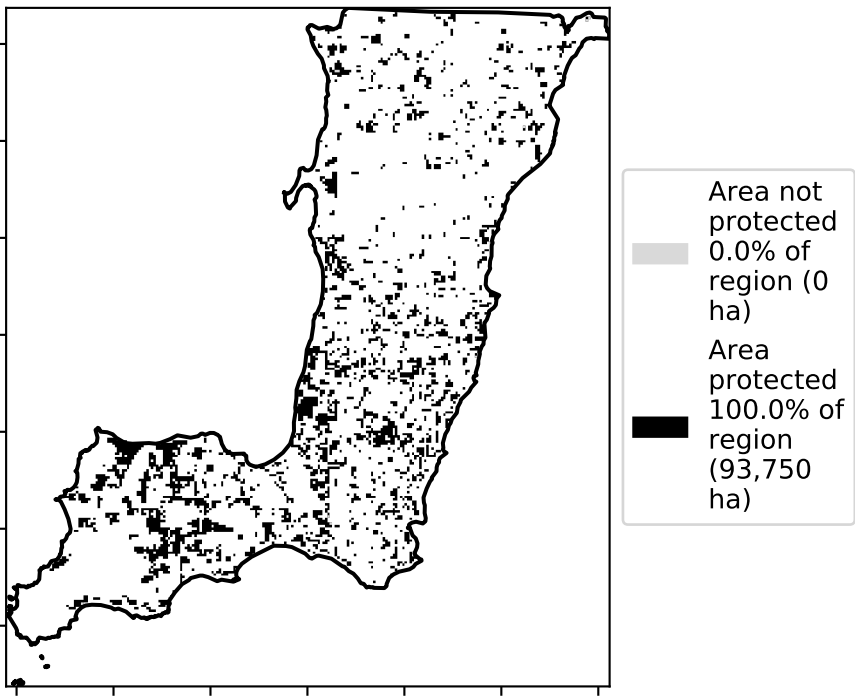 Area not
protected
0.0% of
region (0
ha)
Area
protected
100.0% of
region
(93,750
ha)